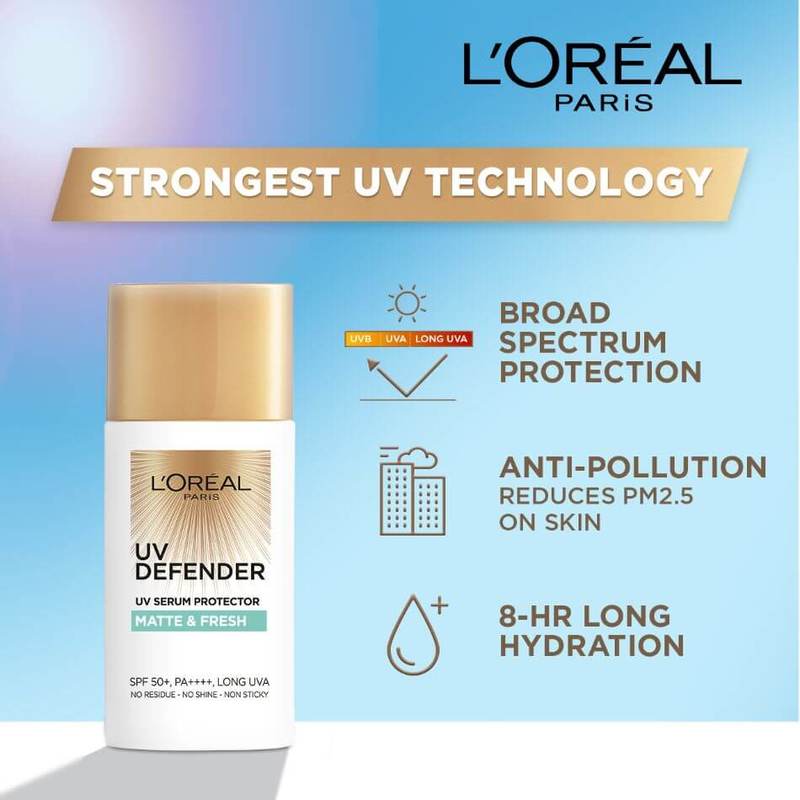 L'ORÉAL
PARiS
STRONGEST UV TECHNOLOGY
UVB UVA LONG UVA
BROAD
SPECTRUM
PROTECTION
ANTI-POLLUTION
REDUCES PM2.5
ON SKIN
8-HR LONG
HYDRATION
L'ORÉAL
PARiS
UV
DEFENDER
UV SERUM PROTECTOR
MATTE & FRESH
SPF 50+, PA++++, LONG UVA
NO RESIDUE - NO SHINE - NON STICKY